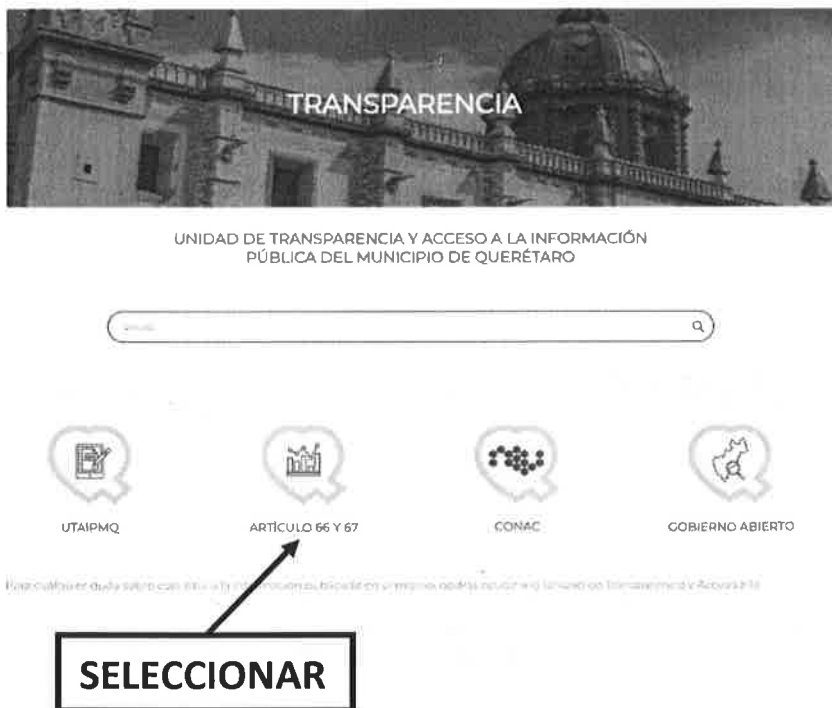 TRANSPARENCIA
UNIDAD DE TRANSPARENCIA Y ACCESO A LA INFORMACIÓN
PÚBLICA DEL MUNICIPIO DE QUERÉTARO
UTAIPMQ
ARTÍCULO 66 Y 67
CONAC
GOBIERNO ABIERTO
SELECCIONAR